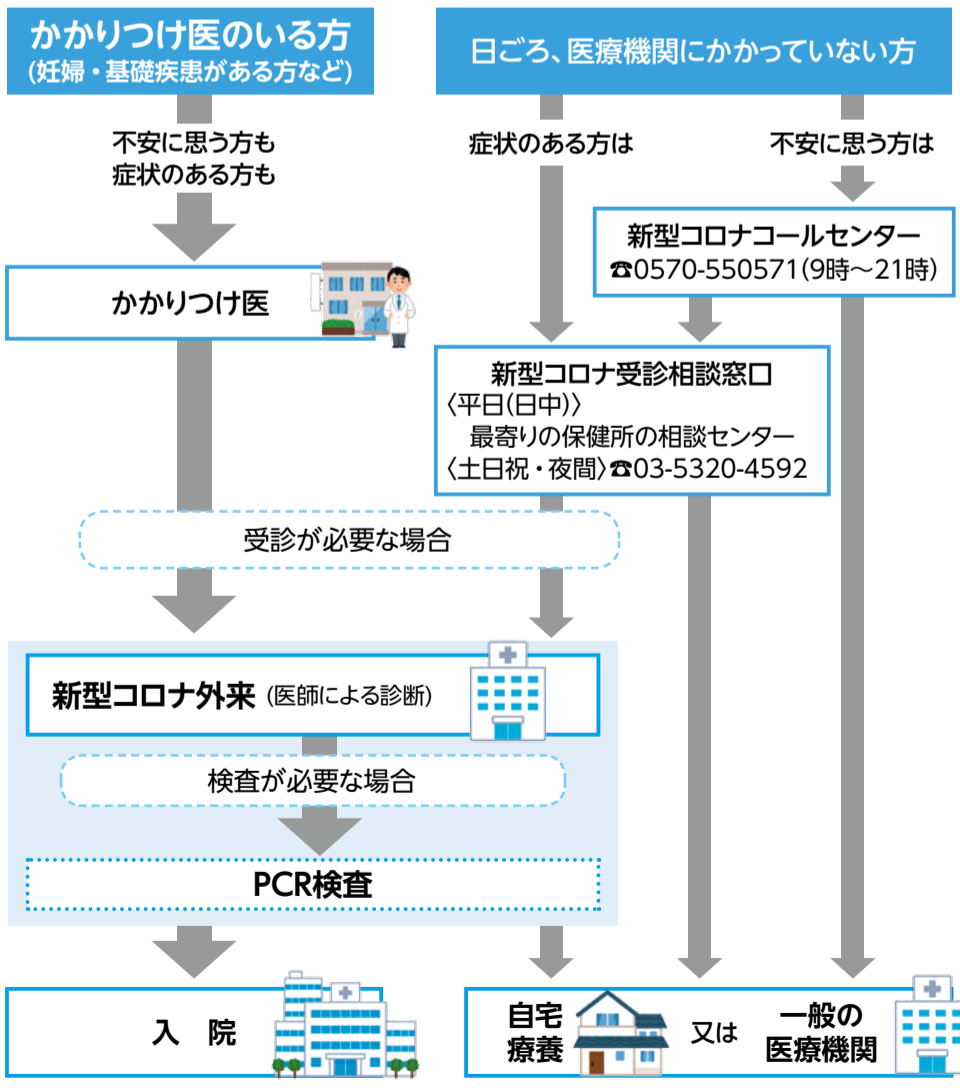 かかりつけ医のいる方
(妊婦・基礎疾患がある方など)
日ごろ、医療機関にかかっていない方
不安に思う方も
症状のある方も
症状のある方は
不安に思う方は
新型コロナコールセンター
☎0570-550571(9時〜21時)
かかりつけ医
新型コロナ受診相談窓口
〈平日(日中)〉
最寄りの保健所の相談センター
〈土日祝・夜間〉☎03-5320-4592
受診が必要な場合
新型コロナ外来 (医師による診断)
検査が必要な場合
PCR検査
入 院
自宅
療養
又は
一般の
医療機関